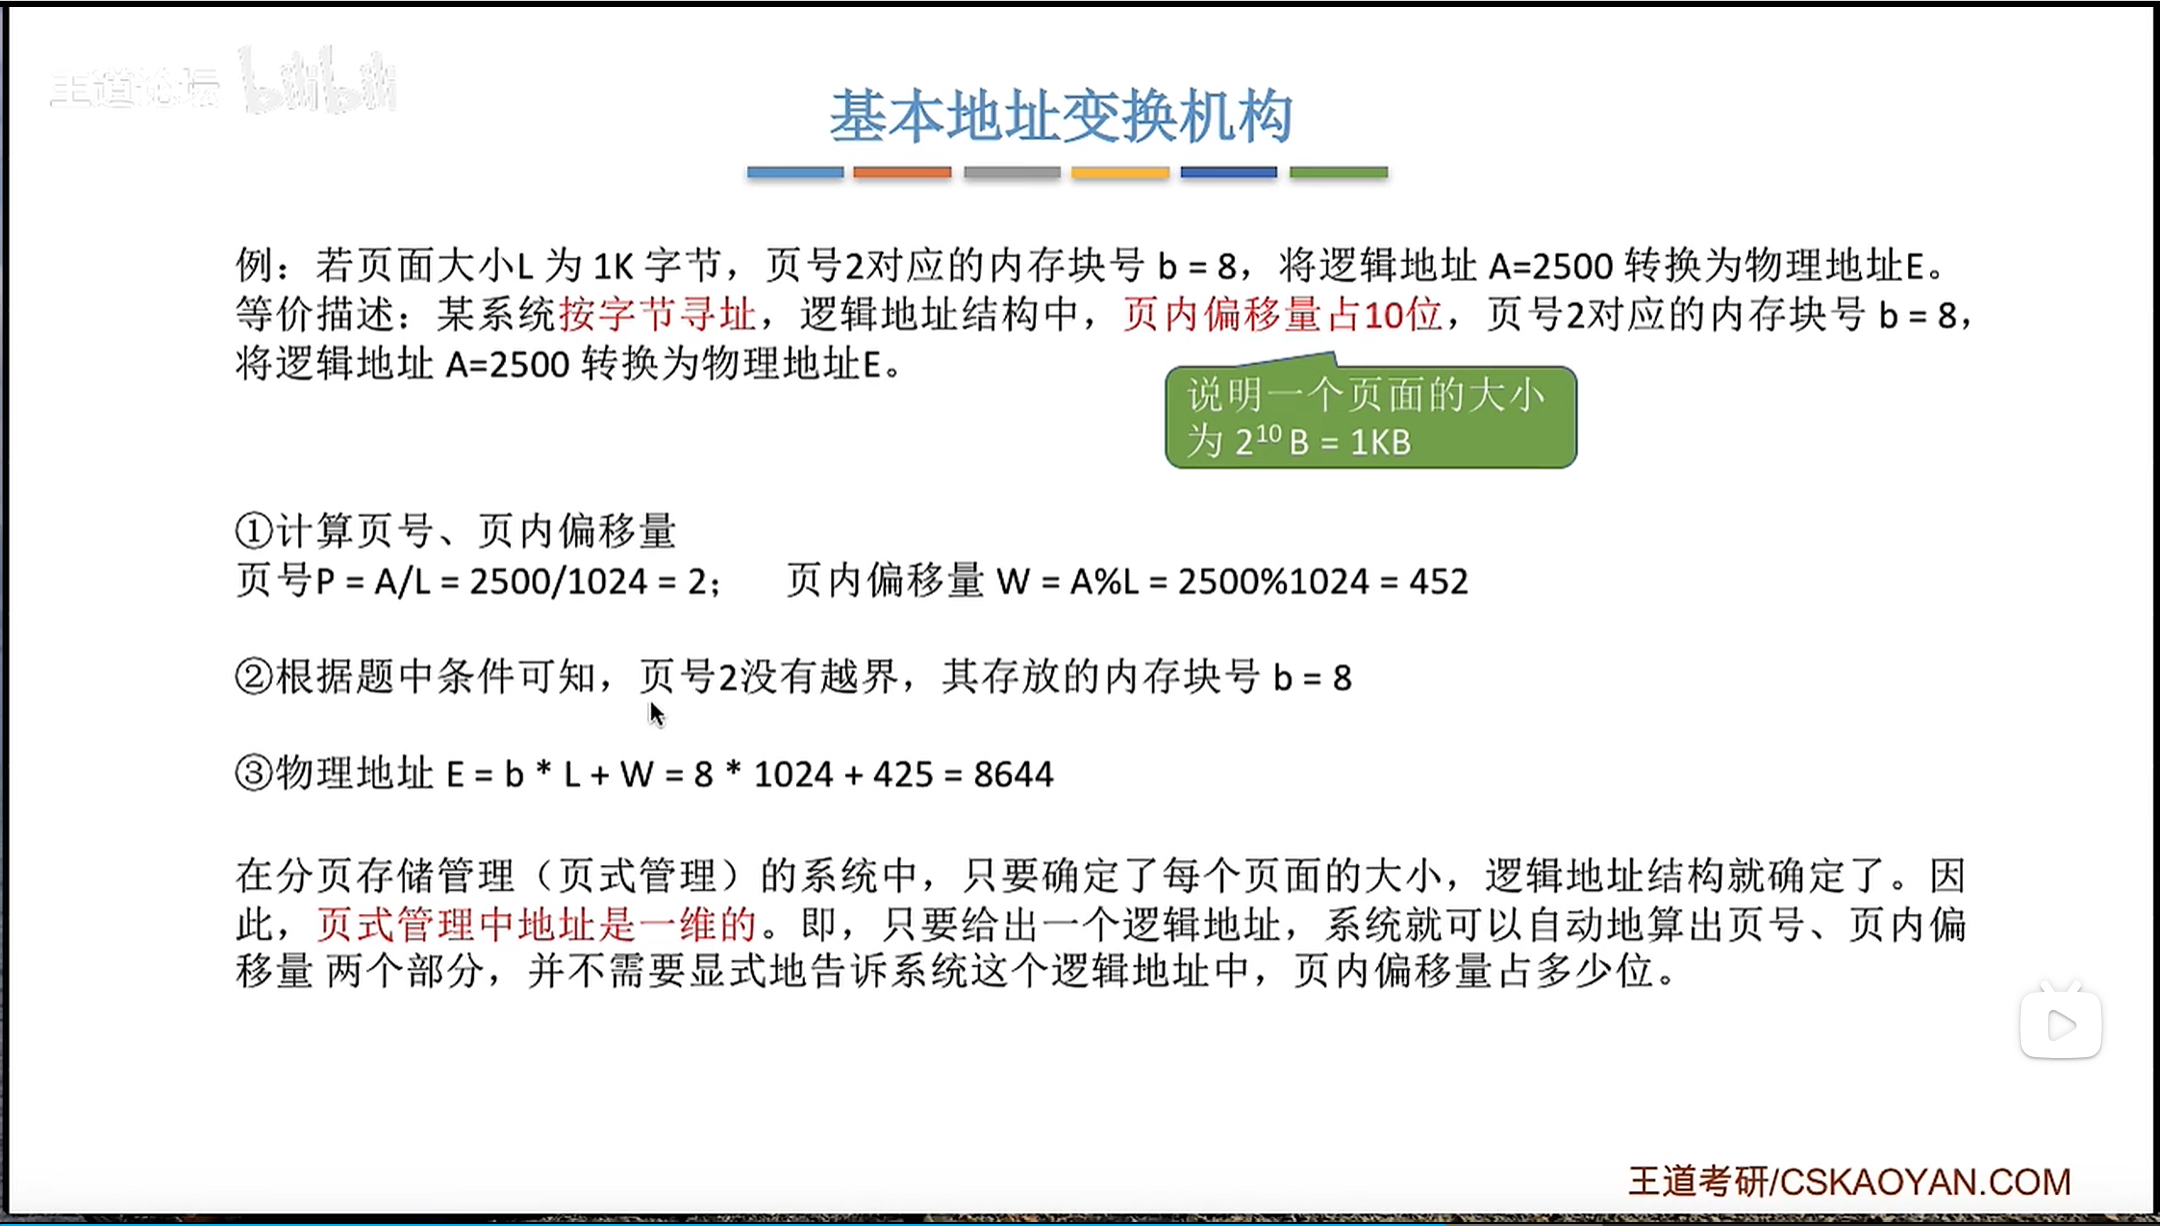 王道论坛 bilibili
基本地址变换机构
例：若页面大小L 为 1K 字节，页号2对应的内存块号 b = 8，将逻辑地址 A=2500 转换为物理地址E。
等价描述：某系统按字节寻址，逻辑地址结构中，页内偏移量占10位，页号2对应的内存块号 b = 8，
将逻辑地址 A=2500 转换为物理地址E。
说明一个页面的大小
为 2¹⁰ B = 1KB
①计算页号、页内偏移量
页号P = A/L = 2500/1024 = 2； 页内偏移量 W = A%L = 2500%1024 = 452
②根据题中条件可知，页号2没有越界，其存放的内存块号 b = 8
③物理地址 E = b * L + W = 8 * 1024 + 425 = 8644
在分页存储管理（页式管理）的系统中，只要确定了每个页面的大小，逻辑地址结构就确定了。因
此，页式管理中地址是一维的。即，只要给出一个逻辑地址，系统就可以自动地算出页号、页内偏
移量 两个部分，并不需要显式地告诉系统这个逻辑地址中，页内偏移量占多少位。
王道考研/CSKAOYAN.COM